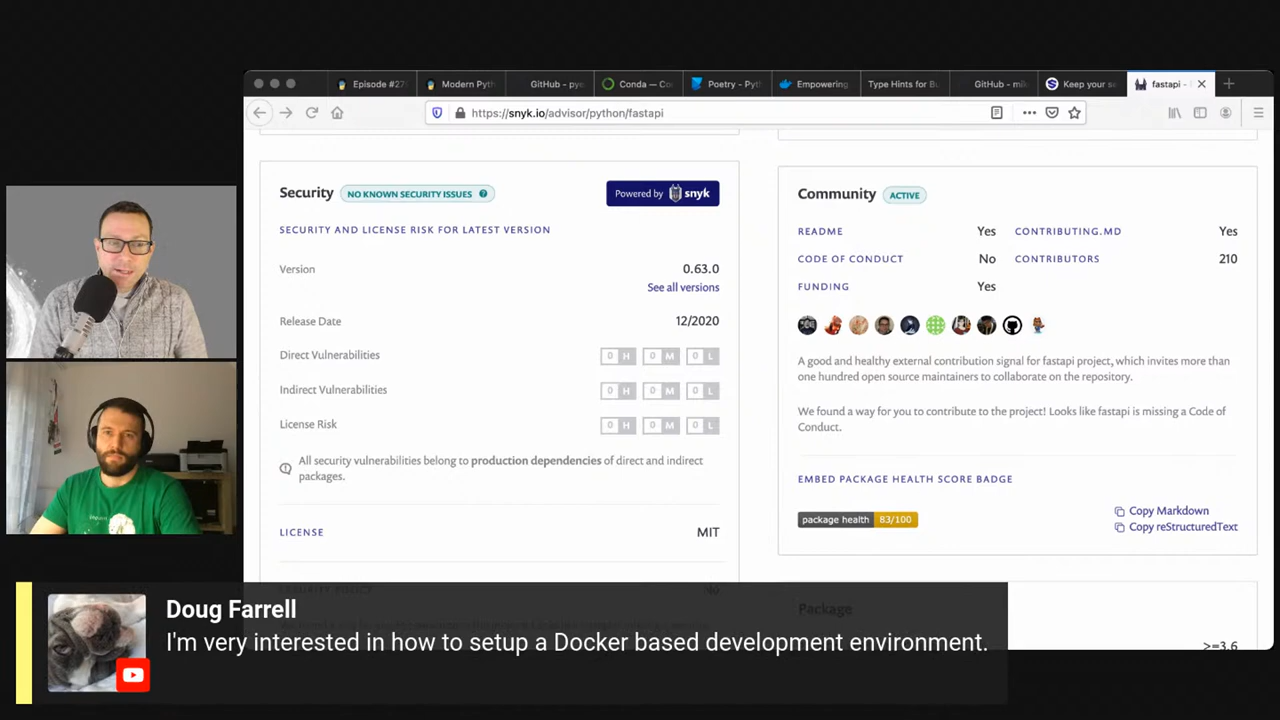 Episode #27
Modern Pyth
GitHub - pye
Conda — Co
Poetry - Pyth
Empowering
Type Hints for Bu
GitHub - mik
Keep your se
fastapi -
https://snyk.io/advisor/python/fastapi
Security
NO KNOWN SECURITY ISSUES
Powered by snyk
SECURITY AND LICENSE RISK FOR LATEST VERSION
Version 0.63.0
See all versions
Release Date 12/2020
Direct Vulnerabilities 0 H 0 M 0 L
Indirect Vulnerabilities 0 H 0 M 0 L
License Risk 0 H 0 M 0 L
All security vulnerabilities belong to production dependencies of direct and indirect
packages.
LICENSE MIT
SECURITY POLICY
Community ACTIVE
README Yes CONTRIBUTING.MD Yes
CODE OF CONDUCT No CONTRIBUTORS 210
FUNDING Yes
A good and healthy external contribution signal for fastapi project, which invites more than
one hundred open source maintainers to collaborate on the repository.
We found a way for you to contribute to the project! Looks like fastapi is missing a Code of
Conduct.
EMBED PACKAGE HEALTH SCORE BADGE
package health 83/100
Copy Markdown
Copy reStructuredText
Package
>=3.6
Doug Farrell
I'm very interested in how to setup a Docker based development environment.